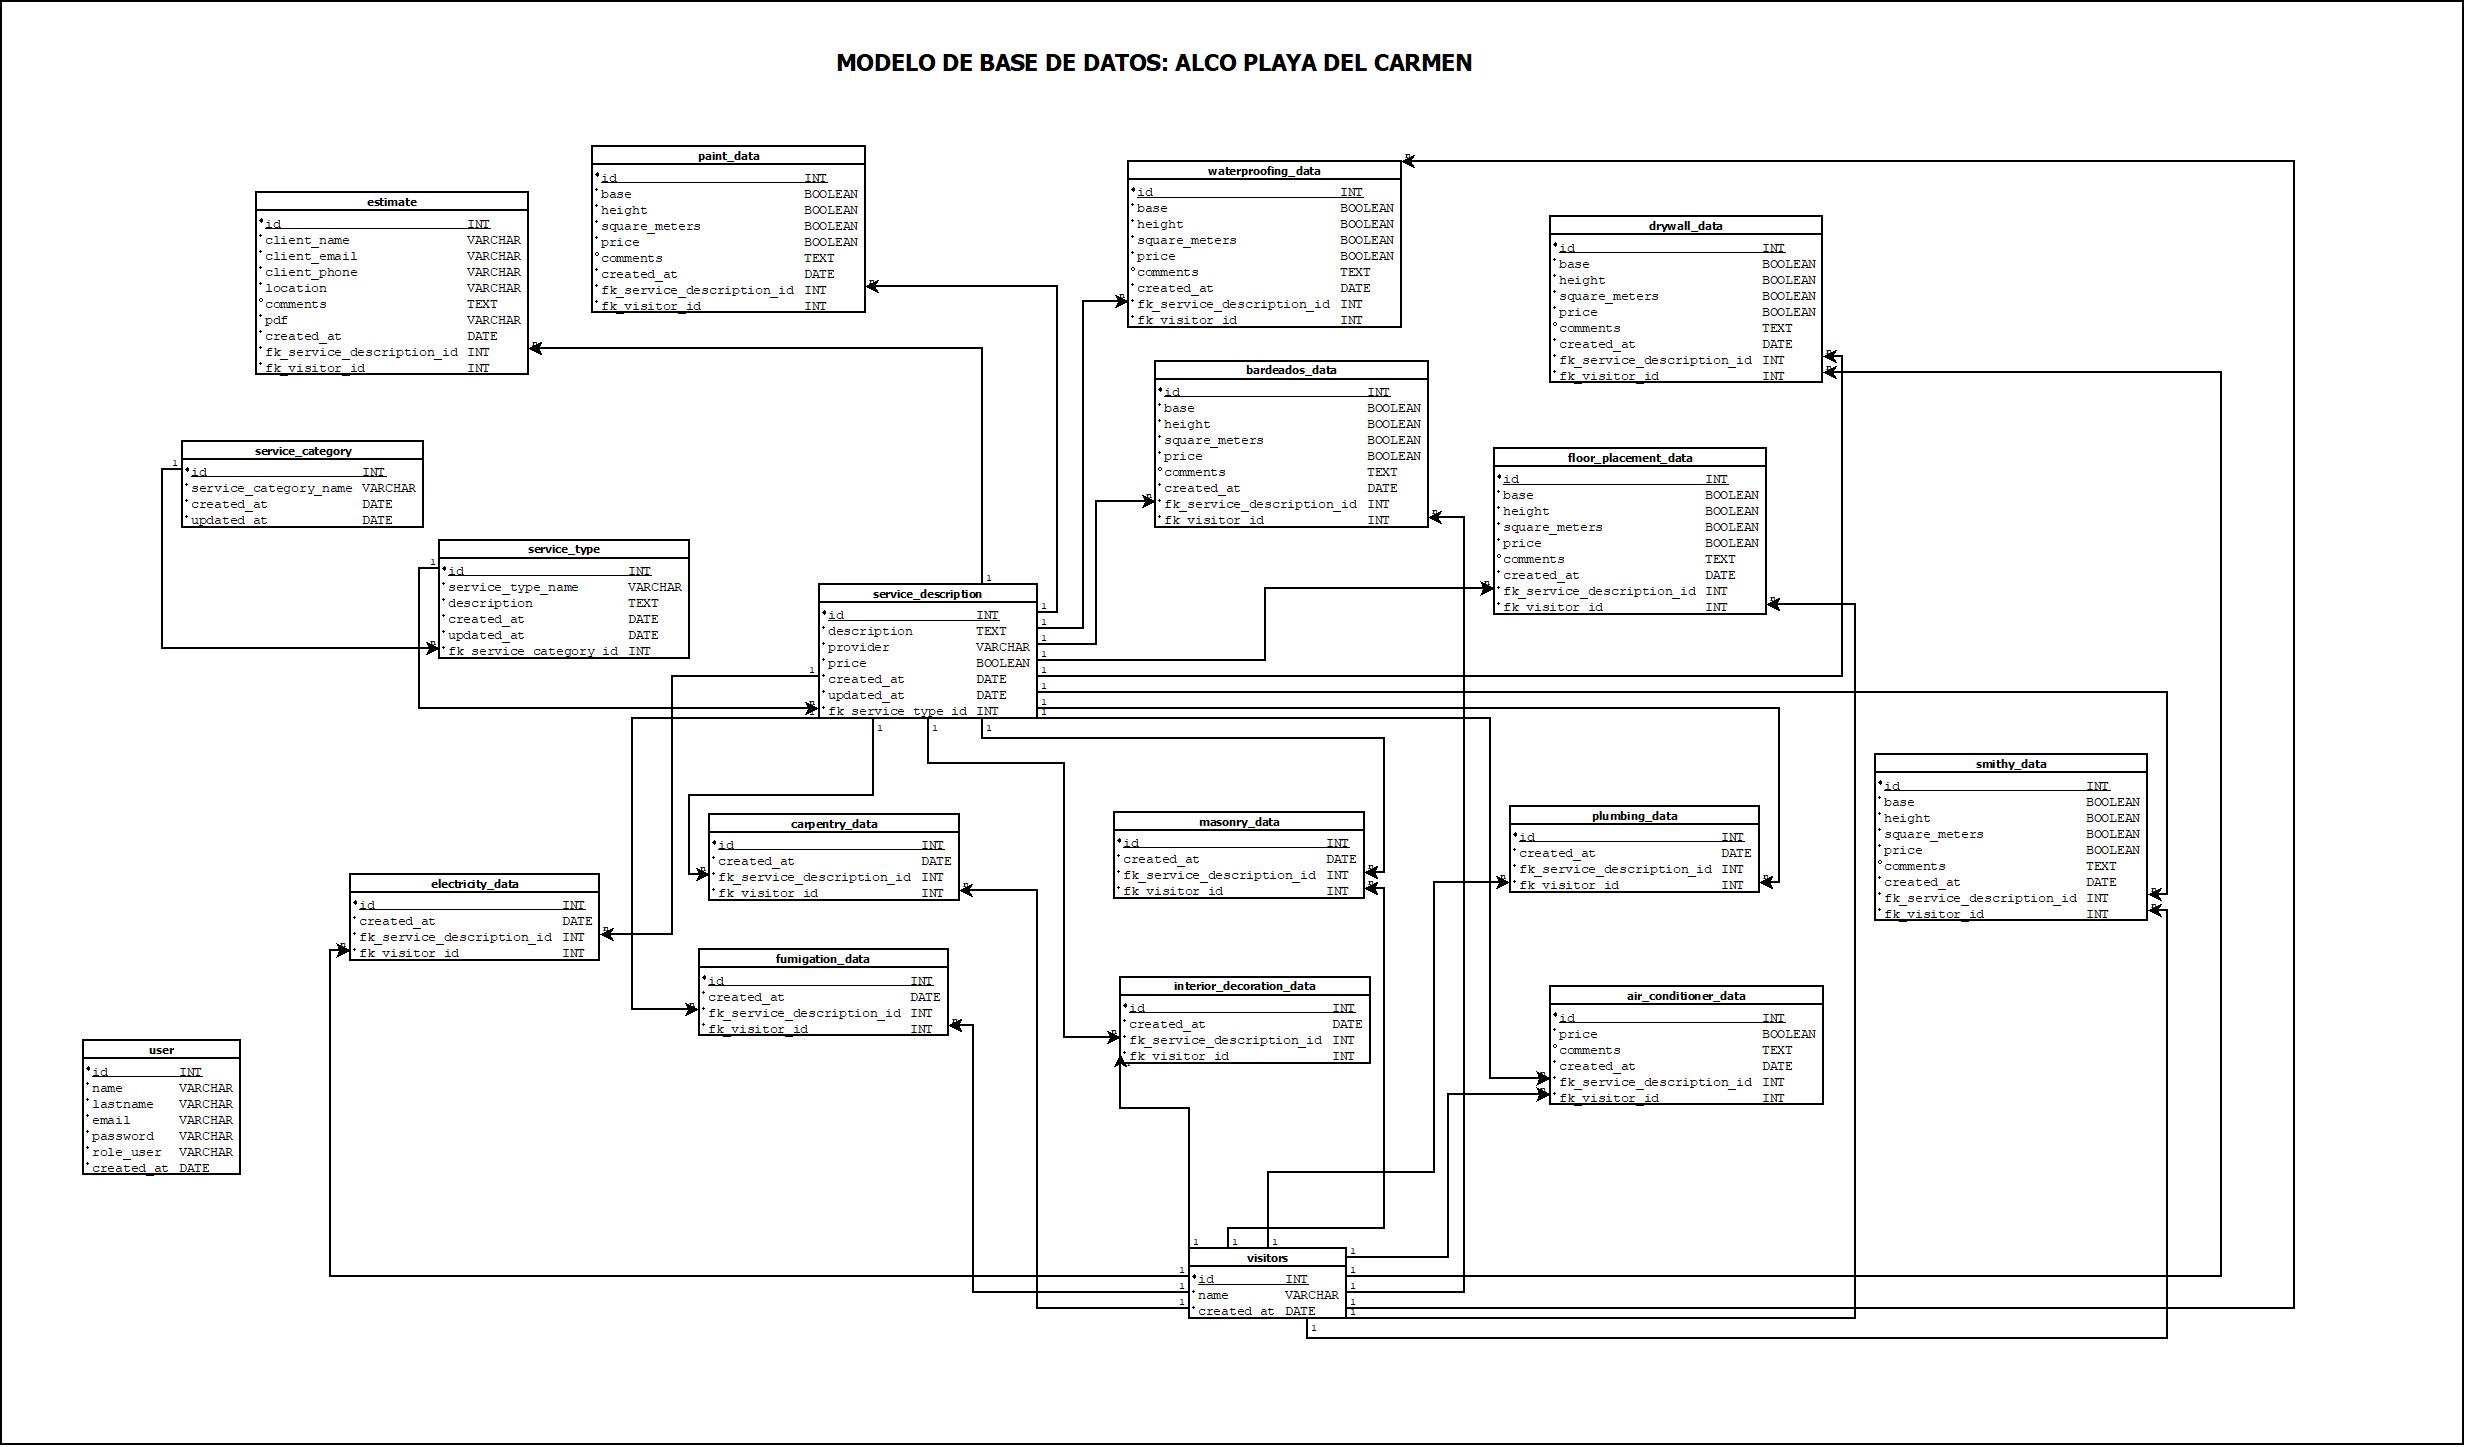 MODELO DE BASE DE DATOS: ALCO PLAYA DEL CARMEN
paint_data
id INT
base BOOLEAN
height BOOLEAN
square_meters BOOLEAN
price BOOLEAN
comments TEXT
created_at DATE
fk_service_description_id INT
fk_visitor_id INT
waterproofing_data
id INT
base BOOLEAN
height BOOLEAN
square_meters BOOLEAN
price BOOLEAN
comments TEXT
created_at DATE
fk_service_description_id INT
fk_visitor_id INT
estimate
id INT
client_name VARCHAR
client_email VARCHAR
client_phone VARCHAR
location VARCHAR
comments TEXT
pdf VARCHAR
created_at DATE
fk_service_description_id INT
fk_visitor_id INT
drywall_data
id INT
base BOOLEAN
height BOOLEAN
square_meters BOOLEAN
price BOOLEAN
comments TEXT
created_at DATE
fk_service_description_id INT
fk_visitor_id INT
bardeados_data
id INT
base BOOLEAN
height BOOLEAN
square_meters BOOLEAN
price BOOLEAN
comments TEXT
created_at DATE
fk_service_description_id INT
fk_visitor_id INT
service_category
id INT
service_category_name VARCHAR
created_at DATE
updated_at DATE
floor_placement_data
id INT
base BOOLEAN
height BOOLEAN
square_meters BOOLEAN
price BOOLEAN
comments TEXT
created_at DATE
fk_service_description_id INT
fk_visitor_id INT
service_type
id INT
service_type_name VARCHAR
description TEXT
created_at DATE
updated_at DATE
fk_service_category_id INT
service_description
id INT
description TEXT
provider VARCHAR
price BOOLEAN
created_at DATE
updated_at DATE
fk_service_type_id INT
smithy_data
id INT
base BOOLEAN
height BOOLEAN
square_meters BOOLEAN
price BOOLEAN
comments TEXT
created_at DATE
fk_service_description_id INT
fk_visitor_id INT
carpentry_data
id INT
created_at DATE
fk_service_description_id INT
fk_visitor_id INT
masonry_data
id INT
created_at DATE
fk_service_description_id INT
fk_visitor_id INT
plumbing_data
id INT
created_at DATE
fk_service_description_id INT
fk_visitor_id INT
electricity_data
id INT
created_at DATE
fk_service_description_id INT
fk_visitor_id INT
fumigation_data
id INT
created_at DATE
fk_service_description_id INT
fk_visitor_id INT
interior_decoration_data
id INT
created_at DATE
fk_service_description_id INT
fk_visitor_id INT
air_conditioner_data
id INT
price BOOLEAN
comments TEXT
created_at DATE
fk_service_description_id INT
fk_visitor_id INT
user
id INT
name VARCHAR
lastname VARCHAR
email VARCHAR
password VARCHAR
role_user VARCHAR
created_at DATE
visitors
id INT
name VARCHAR
created_at DATE